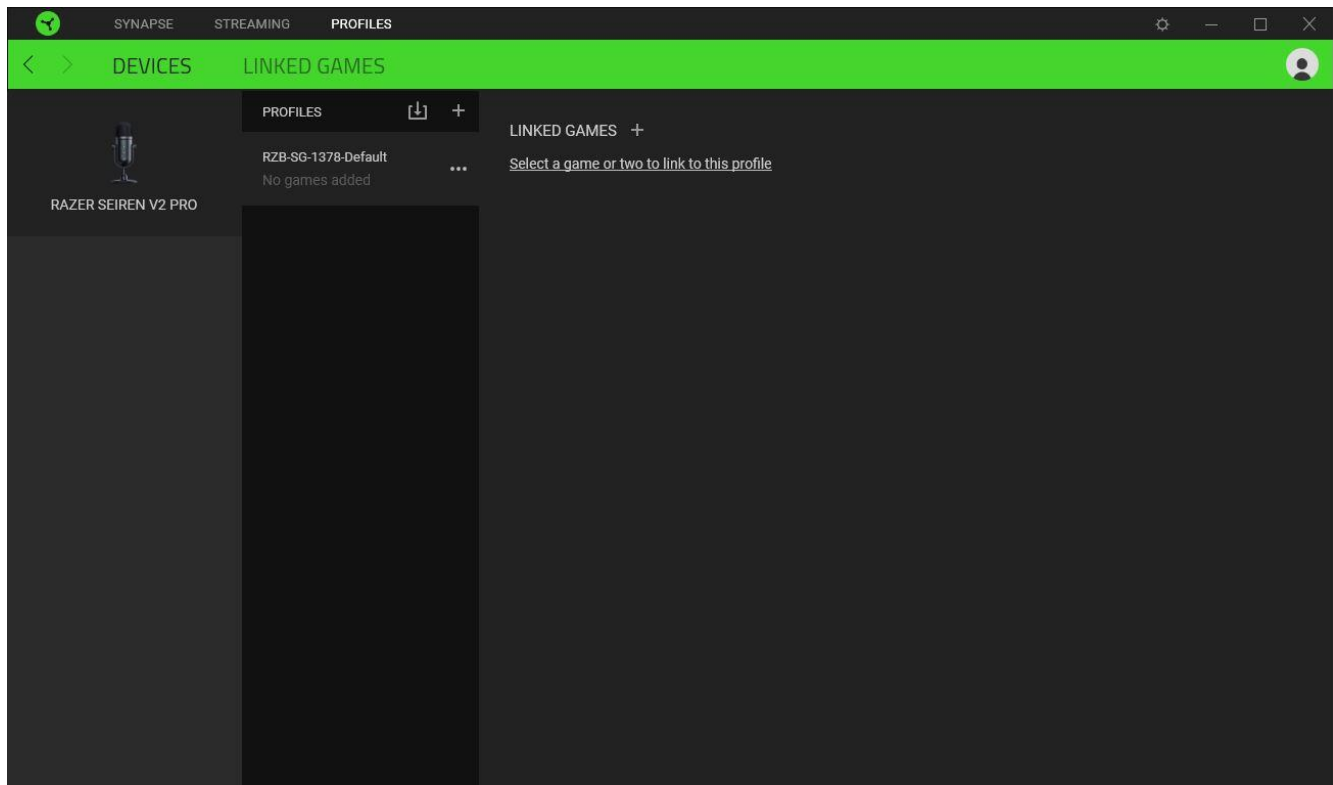 SYNAPSE STREAMING PROFILES
DEVICES LINKED GAMES
RAZER SEIREN V2 PRO
PROFILES
RZB-SG-1378-Default
No games added
LINKED GAMES
Select a game or two to link to this profile